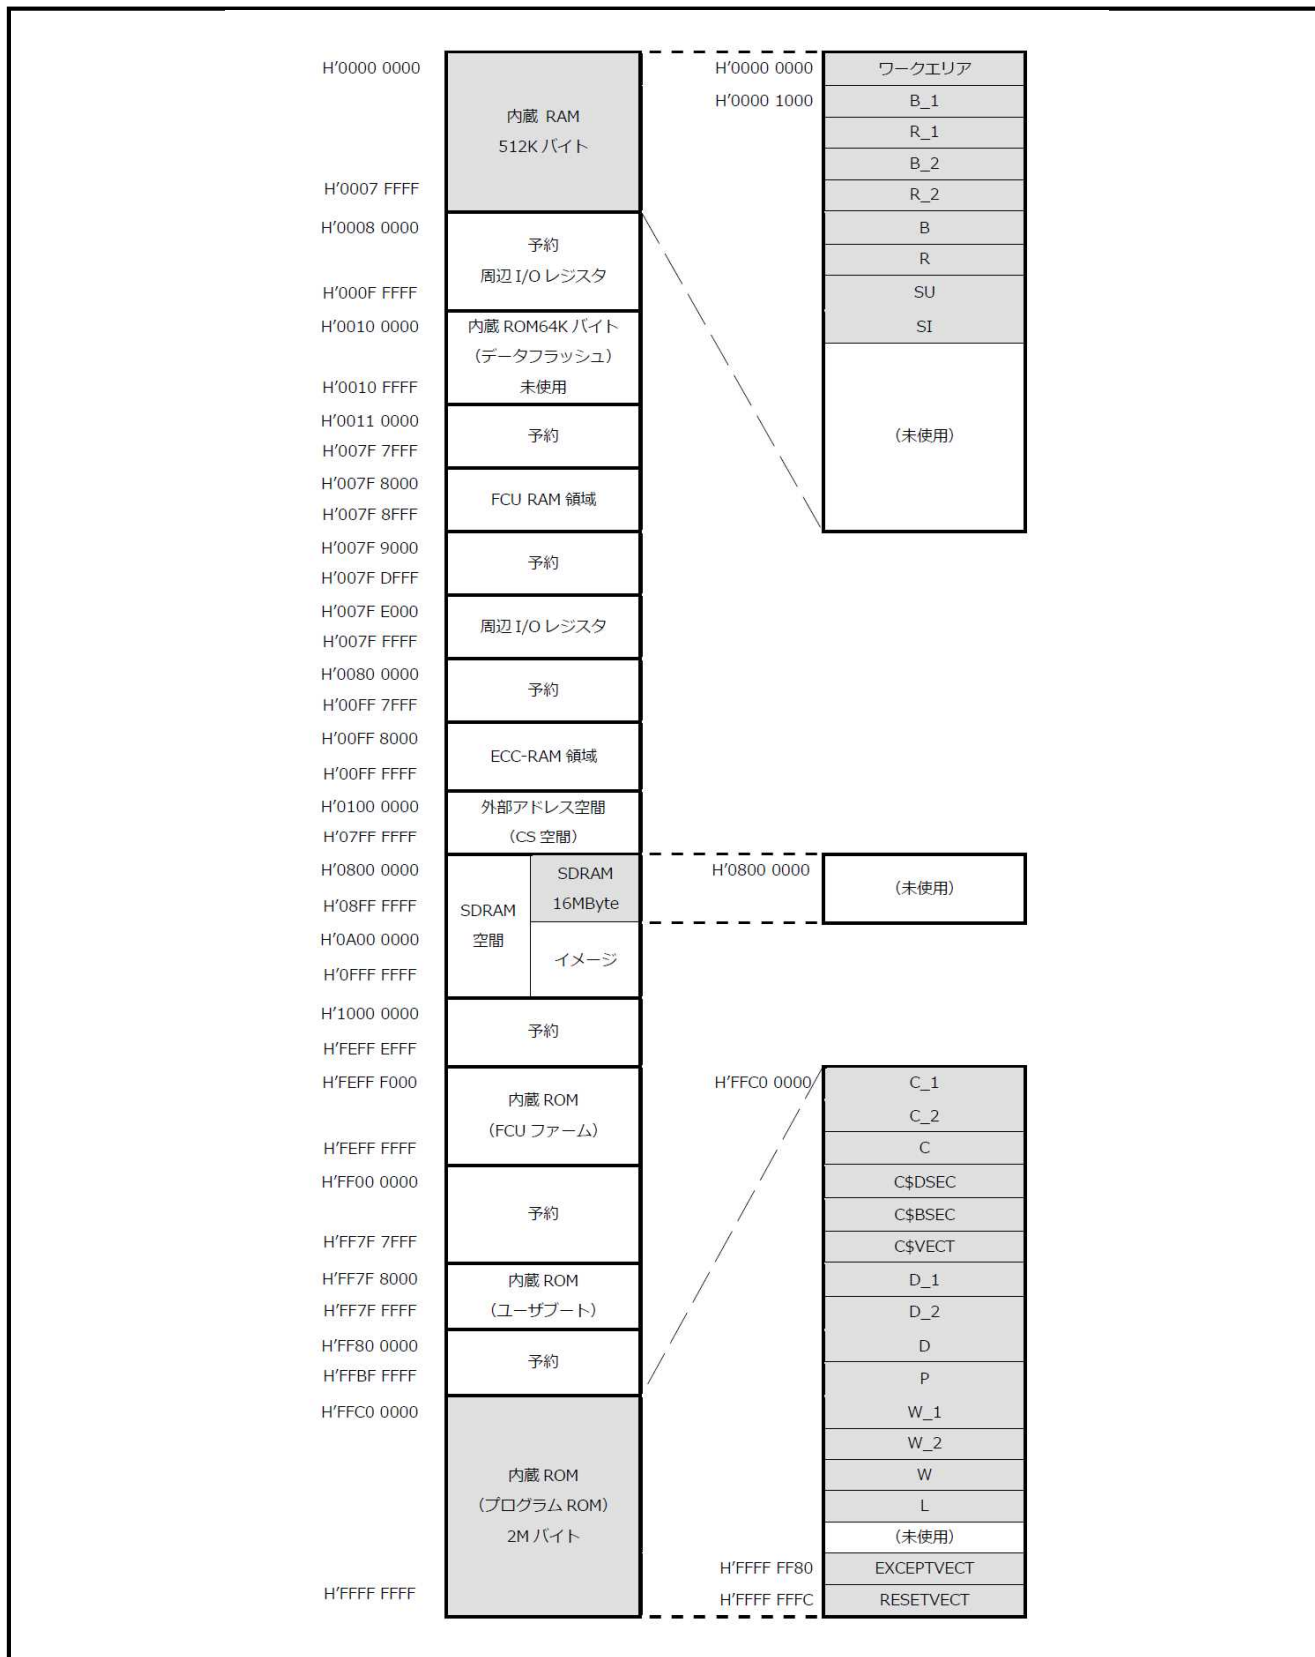 H'0000 0000
内蔵 RAM
512K バイト
H'0007 FFFF
H'0008 0000
予約
周辺 I/O レジスタ
H'000F FFFF
H'0010 0000
内蔵 ROM64K バイト
（データフラッシュ）
未使用
H'0010 FFFF
H'0011 0000
予約
H'007F 7FFF
H'007F 8000
FCU RAM 領域
H'007F 8FFF
H'007F 9000
予約
H'007F DFFF
H'007F E000
周辺 I/O レジスタ
H'007F FFFF
H'0080 0000
予約
H'00FF 7FFF
H'00FF 8000
ECC-RAM 領域
H'00FF FFFF
H'0100 0000
外部アドレス空間
（CS 空間）
H'07FF FFFF
H'0800 0000
SDRAM
空間
SDRAM
16MByte
H'08FF FFFF
H'0A00 0000
イメージ
H'0FFF FFFF
H'1000 0000
予約
H'FEFF EFFF
H'FEFF F000
内蔵 ROM
（FCU ファーム）
H'FEFF FFFF
H'FF00 0000
予約
H'FF7F 7FFF
H'FF7F 8000
内蔵 ROM
（ユーザブート）
H'FF7F FFFF
H'FF80 0000
予約
H'FFBF FFFF
H'FFC0 0000
内蔵 ROM
（プログラム ROM）
2M バイト
H'FFFF FFFF
H'0000 0000
ワークエリア
H'0000 1000
B_1
R_1
B_2
R_2
B
R
SU
SI
（未使用）
H'0800 0000
（未使用）
H'FFC0 0000
C_1
C_2
C
C$DSEC
C$BSEC
C$VECT
D_1
D_2
D
P
W_1
W_2
W
L
（未使用）
H'FFFF FF80
EXCEPTVECT
H'FFFF FFFC
RESETVECT